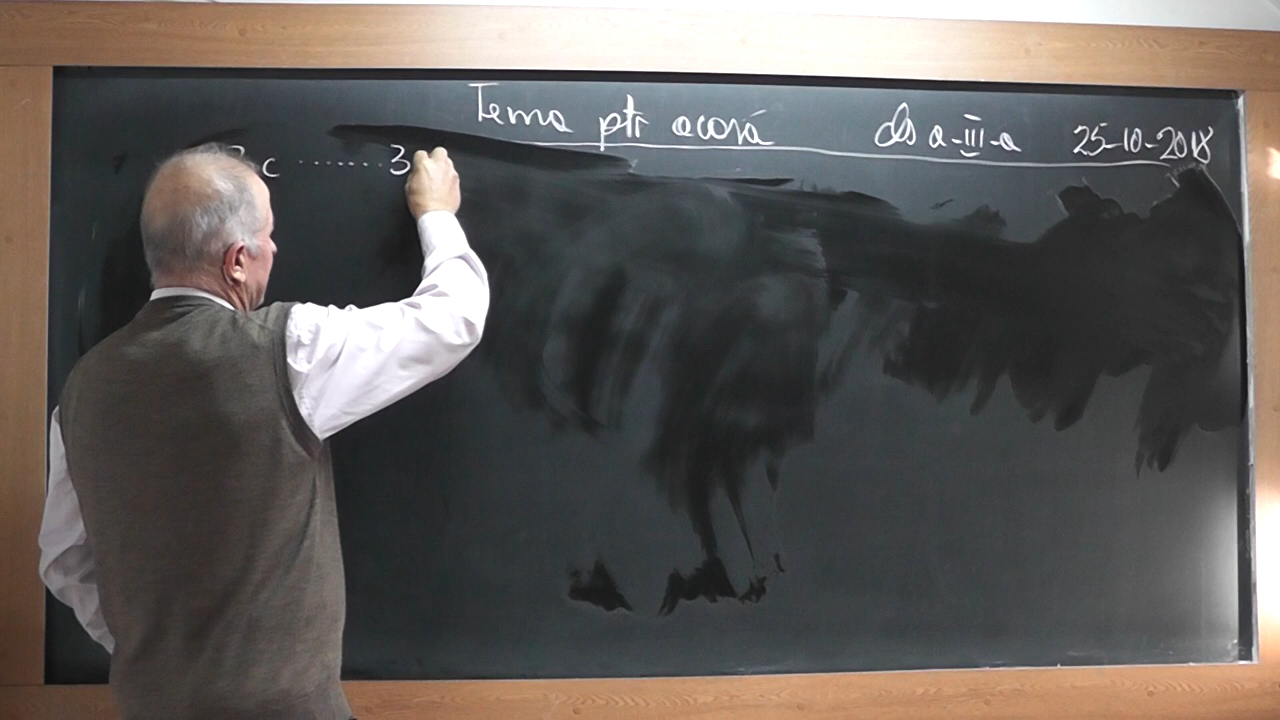 Tema ptr acasă cls a-III-a 25-10-2018
c ........ 3